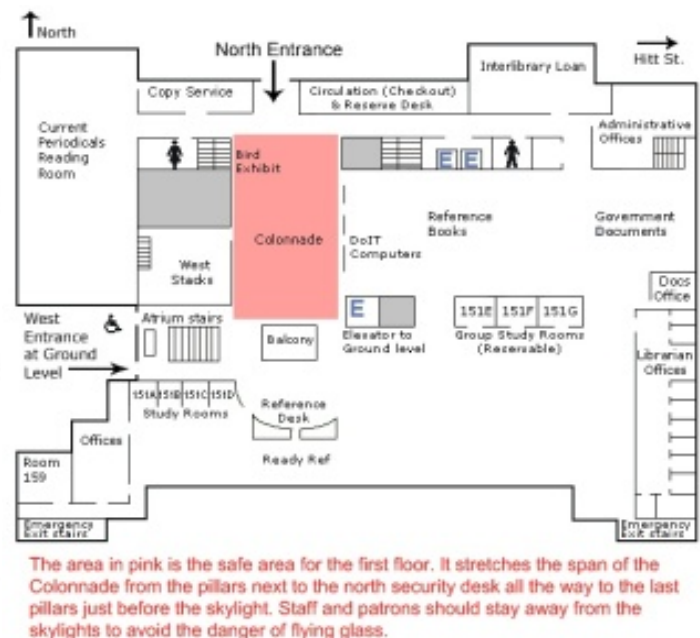 North
North Entrance
Hitt St.
Interlibrary Loan
Copy Service
Circulation (Checkout)
& Reserve Desk
Current
Periodicals
Reading
Room
Administrative
Offices
Bird
Exhibit
E E
Colonnade
Reference
Books
Government
Documents
DoIT
Computers
West
Stacks
Docs
Office
West
Entrance
at Ground
Level
Atrium stairs
Balcony
E
Elevator to
Ground level
151E 151F 151G
Group Study Rooms
(Reservable)
Librarian
Offices
151A 151B 151C 151D
Study Rooms
Reference
Desk
Ready Ref
Offices
Room
159
Emergency
Exit stairs
Emergency
Exit stairs
The area in pink is the safe area for the first floor. It stretches the span of the
Colonnade from the pillars next to the north security desk all the way to the last
pillars just before the skylight. Staff and patrons should stay away from the
skylights to avoid the danger of flying glass.